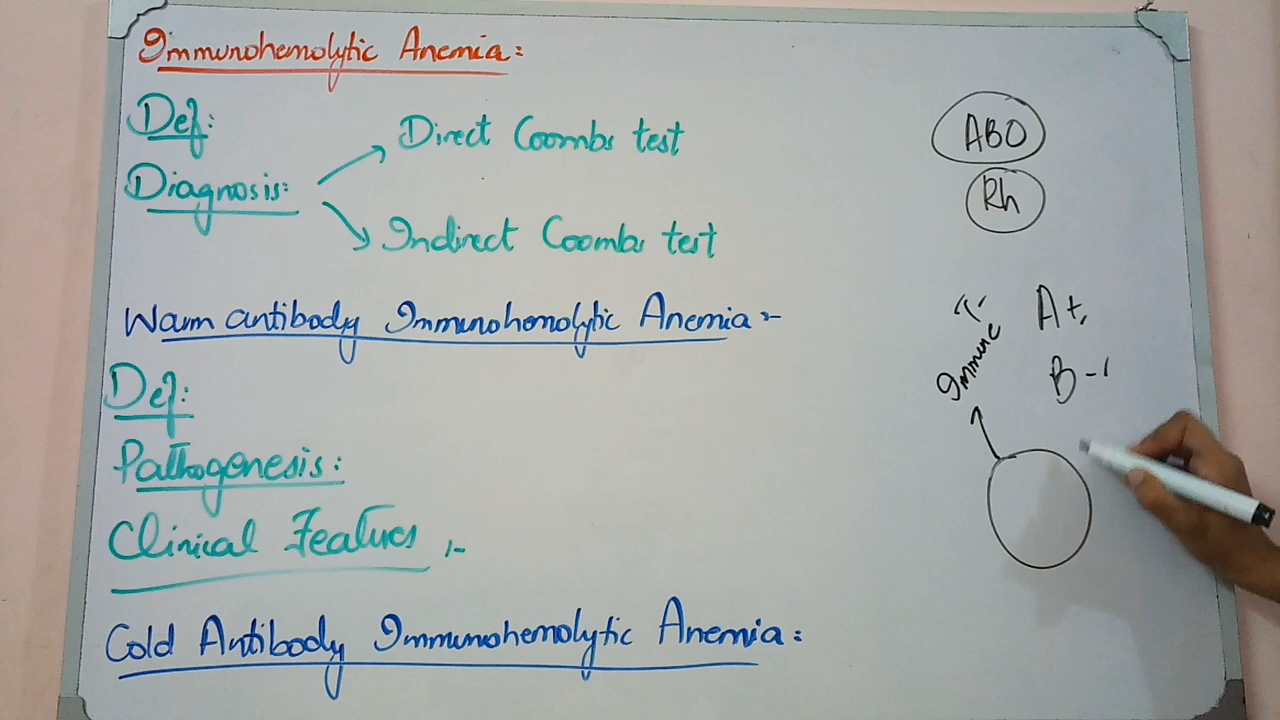 Immunohemolytic Anemia:
Def:
Diagnosis:
Direct Coombs test
Indirect Coombs test
Warm antibody Immunohemolytic Anemia:-
Def:
Pathogenesis:
Clinical Features :-
Cold Antibody Immunohemolytic Anemia:
ABO
Rh
Immune
A+,
B-